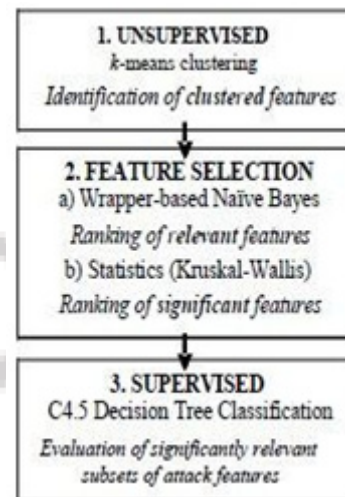 1. UNSUPERVISED
k-means clustering
Identification of clustered features
2. FEATURE SELECTION
a) Wrapper-based Naïve Bayes
Ranking of relevant features
b) Statistics (Kruskal-Wallis)
Ranking of significant features
3. SUPERVISED
C4.5 Decision Tree Classification
Evaluation of significantly relevant
subsets of attack features